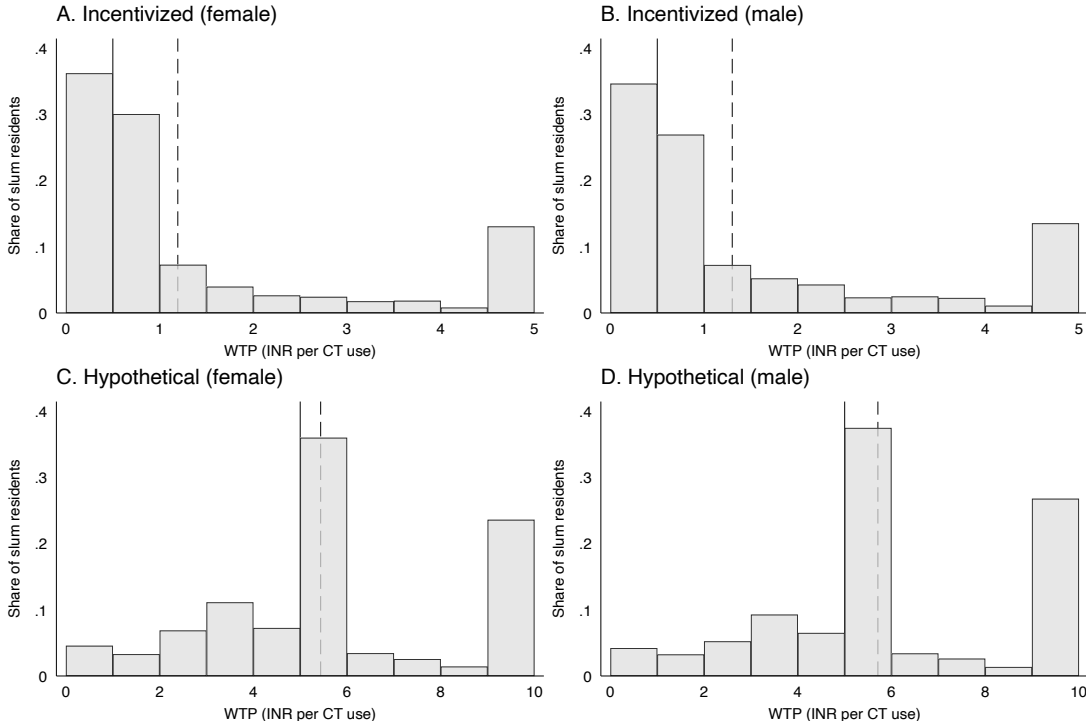 A. Incentivized (female)
.4
.3
.2
.1
0
Share of slum residents
0 1 2 3 4 5
WTP (INR per CT use)
B. Incentivized (male)
.4
.3
.2
.1
0
Share of slum residents
0 1 2 3 4 5
WTP (INR per CT use)
C. Hypothetical (female)
.4
.3
.2
.1
0
Share of slum residents
0 2 4 6 8 10
WTP (INR per CT use)
D. Hypothetical (male)
.4
.3
.2
.1
0
Share of slum residents
0 2 4 6 8 10
WTP (INR per CT use)